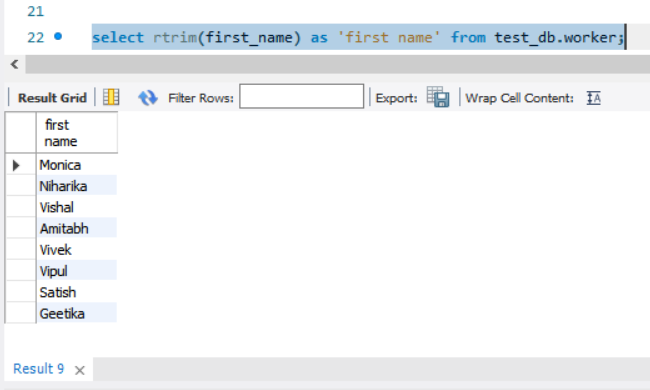 21
22 select rtrim(first_name) as 'first name' from test_db.worker;
Result Grid Filter Rows: Export: Wrap Cell Content: IA
first
name
Monica
Niharika
Vishal
Amitabh
Vivek
Vipul
Satish
Geetika
Result 9 ×